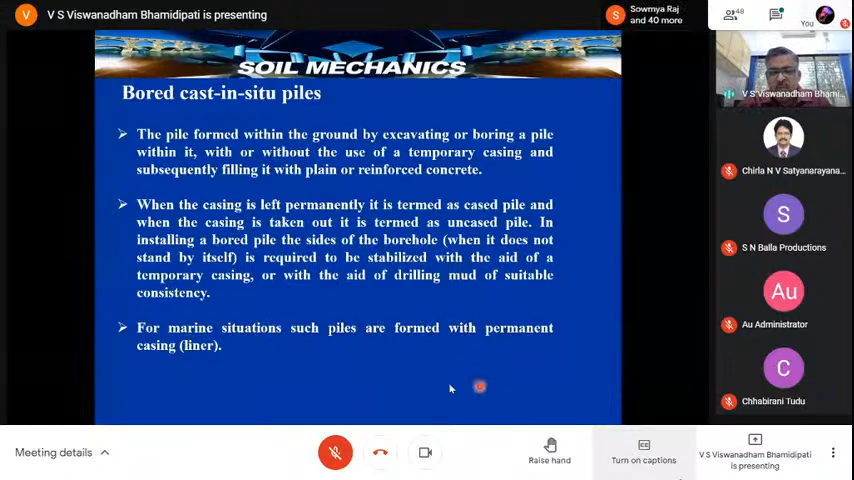 V
V S Viswanadham Bhamidipati is presenting
S
Sowmya Raj
and 40 more
48
You
SOIL MECHANICS
Bored cast-in-situ piles
➢ The pile formed within the ground by excavating or boring a pile
within it, with or without the use of a temporary casing and
subsequently filling it with plain or reinforced concrete.
➢ When the casing is left permanently it is termed as cased pile and
when the casing is taken out it is termed as uncased pile. In
installing a bored pile the sides of the borehole (when it does not
stand by itself) is required to be stabilized with the aid of a
temporary casing, or with the aid of drilling mud of suitable
consistency.
➢ For marine situations such piles are formed with permanent
casing (liner).
V S Viswanadham Bhami...
Chirla N V Satyanarayana...
S
S N Balla Productions
Au
Au Administrator
C
Chhabirani Tudu
Meeting details
Raise hand
Turn on captions
V S Viswanadham Bhamidipati
is presenting